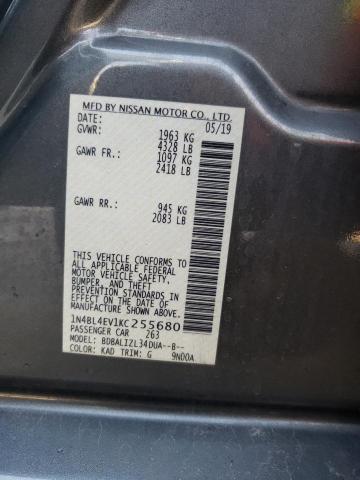 MFD BY NISSAN MOTOR CO., LTD.
DATE: 05/19
GVWR: 1963 KG
4328 LB
GAWR FR.: 1097 KG
2418 LB
GAWR RR.: 945 KG
2083 LB
THIS VEHICLE CONFORMS TO
ALL APPLICABLE FEDERAL
MOTOR VEHICLE SAFETY,
BUMPER, AND THEFT
PREVENTION STANDARDS
IN EFFECT ON THE DATE OF
MANUFACTURE SHOWN ABOVE.
1N4BL4EV1KC255680
PASSENGER CAR 263
MODEL: BDBALIZL34DUA--B--
COLOR: KAD TRIM: G 9N00A